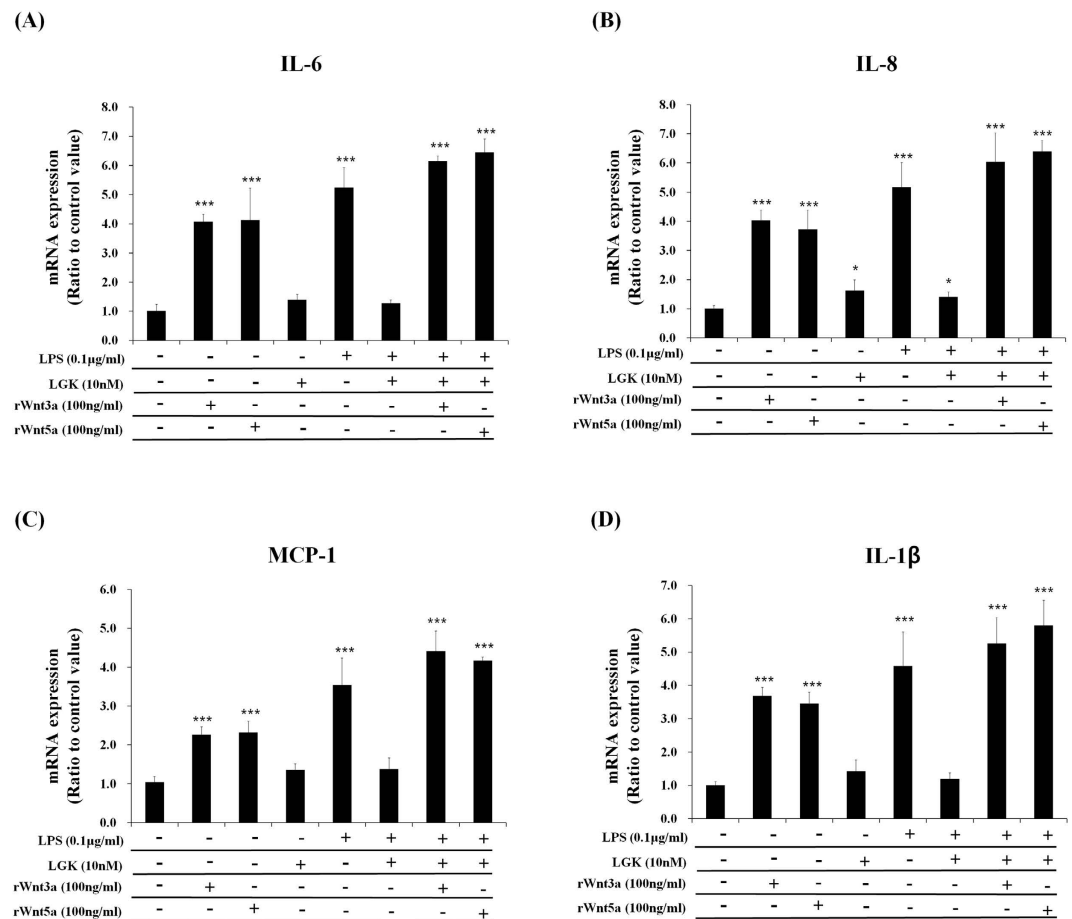 (A)
IL-6
mRNA expression
(Ratio to control value)
8.0
7.0
6.0
5.0
4.0
3.0
2.0
1.0
0.0
*** *** *** *** ***
LPS (0.1μg/ml) - - - - + + + +
LGK (10nM) - - - + - + + +
rWnt3a (100ng/ml) - + - - - - + -
rWnt5a (100ng/ml) - - + - - - - +
(B)
IL-8
mRNA expression
(Ratio to control value)
8.0
7.0
6.0
5.0
4.0
3.0
2.0
1.0
0.0
*** *** * *** * *** ***
LPS (0.1μg/ml) - - - - + + + +
LGK (10nM) - - - + - + + +
rWnt3a (100ng/ml) - + - - - - + -
rWnt5a (100ng/ml) - - + - - - - +
(C)
MCP-1
mRNA expression
(Ratio to control value)
6.0
5.0
4.0
3.0
2.0
1.0
0.0
*** *** *** *** ***
LPS (0.1μg/ml) - - - - + + + +
LGK (10nM) - - - + - + + +
rWnt3a (100ng/ml) - + - - - - + -
rWnt5a (100ng/ml) - - + - - - - +
(D)
IL-1β
mRNA expression
(Ratio to control value)
7.0
6.0
5.0
4.0
3.0
2.0
1.0
0.0
*** *** *** *** ***
LPS (0.1μg/ml) - - - - + + + +
LGK (10nM) - - - + - + + +
rWnt3a (100ng/ml) - + - - - - + -
rWnt5a (100ng/ml) - - + - - - - +